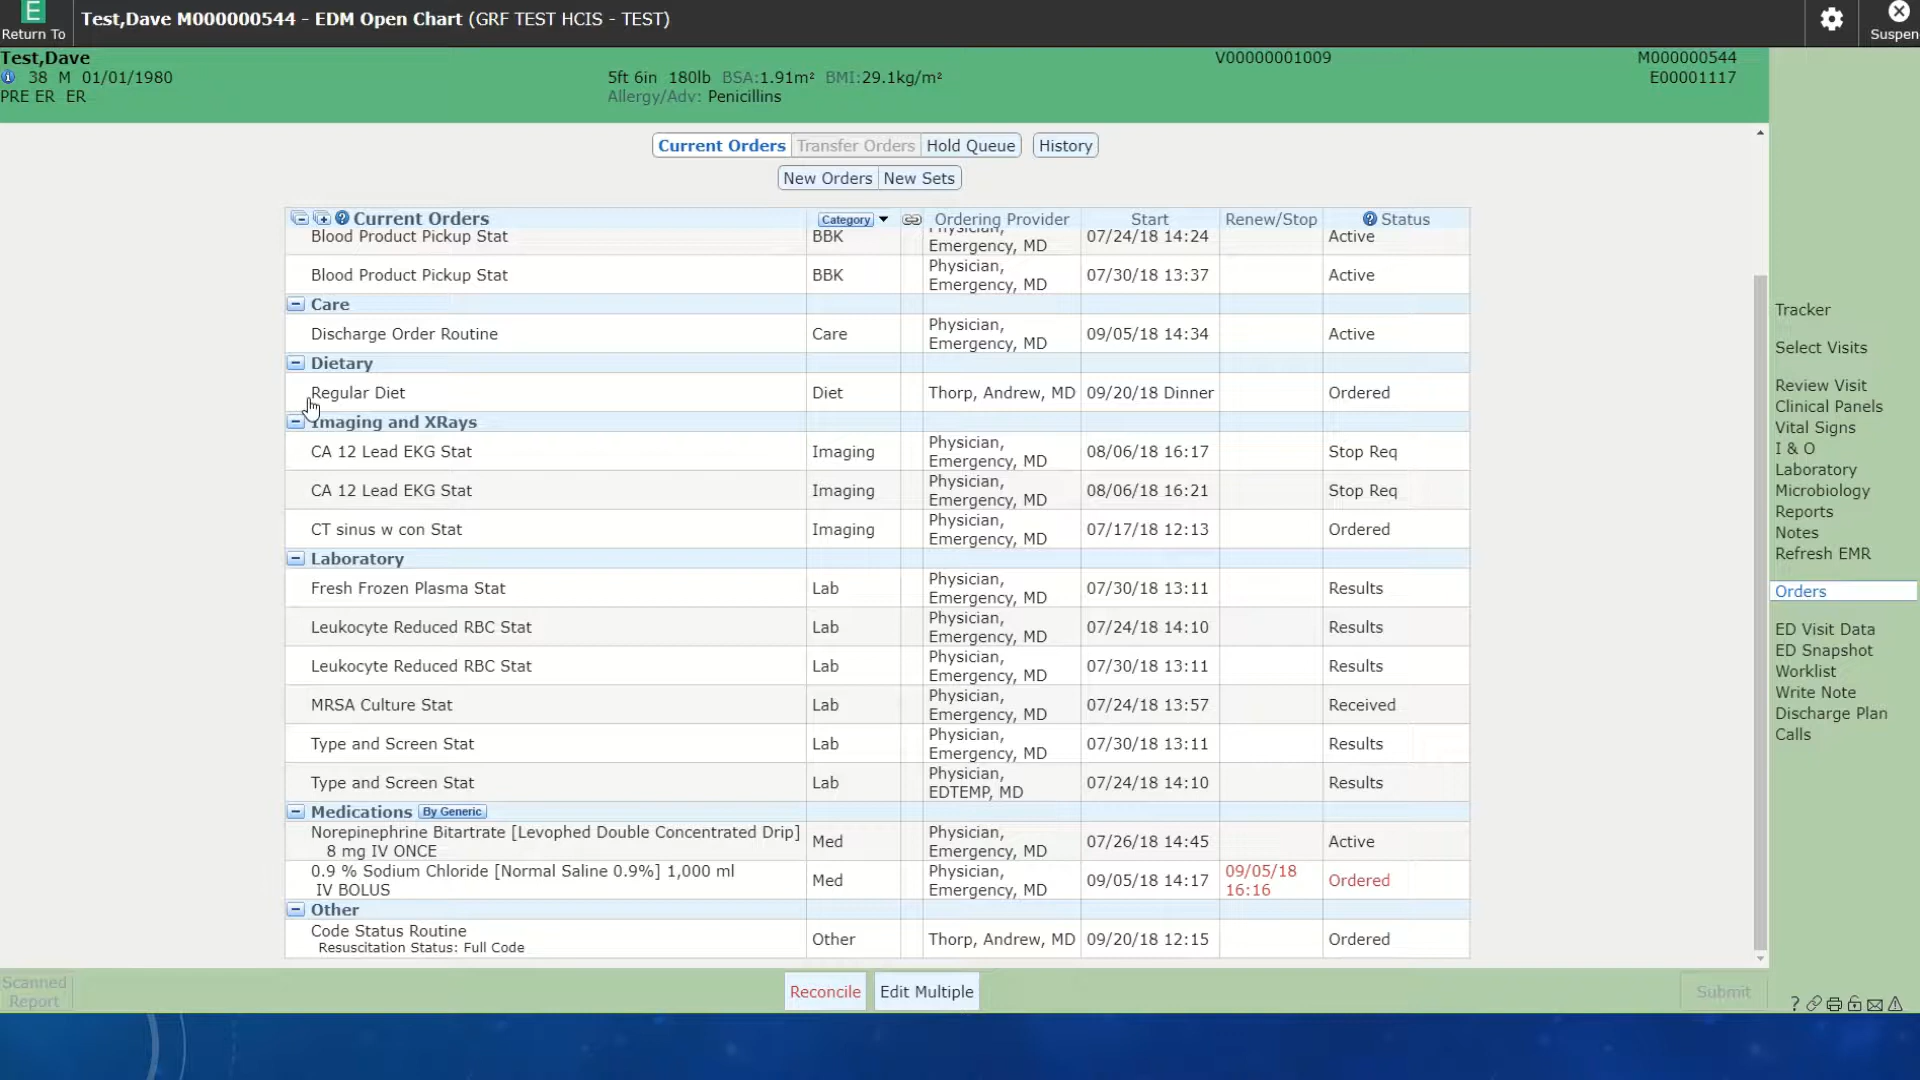 E
Return To
Test,Dave M000000544 - EDM Open Chart (GRF TEST HCIS - TEST)
Suspen
Test,Dave
38 M 01/01/1980
PRE ER ER
5ft 6in 180lb BSA:1.91m² BMI:29.1kg/m²
Allergy/Adv: Penicillins
V00000001009
M000000544
E00001117
Current Orders Transfer Orders Hold Queue History
New Orders New Sets
Current Orders Category Ordering Provider Start Renew/Stop Status
Blood Product Pickup Stat BBK Physician, Emergency, MD 07/24/18 14:24 Active
Blood Product Pickup Stat BBK Physician, Emergency, MD 07/30/18 13:37 Active
Care
Discharge Order Routine Care Physician, Emergency, MD 09/05/18 14:34 Active
Dietary
Regular Diet Diet Thorp, Andrew, MD 09/20/18 Dinner Ordered
Imaging and XRays
CA 12 Lead EKG Stat Imaging Physician, Emergency, MD 08/06/18 16:17 Stop Req
CA 12 Lead EKG Stat Imaging Physician, Emergency, MD 08/06/18 16:21 Stop Req
CT sinus w con Stat Imaging Physician, Emergency, MD 07/17/18 12:13 Ordered
Laboratory
Fresh Frozen Plasma Stat Lab Physician, Emergency, MD 07/30/18 13:11 Results
Leukocyte Reduced RBC Stat Lab Physician, Emergency, MD 07/24/18 14:10 Results
Leukocyte Reduced RBC Stat Lab Physician, Emergency, MD 07/30/18 13:11 Results
MRSA Culture Stat Lab Physician, Emergency, MD 07/24/18 13:57 Received
Type and Screen Stat Lab Physician, Emergency, MD 07/30/18 13:11 Results
Type and Screen Stat Lab Physician, EDTEMP, MD 07/24/18 14:10 Results
Medications By Generic
Norepinephrine Bitartrate [Levophed Double Concentrated Drip]
8 mg IV ONCE Med Physician, Emergency, MD 07/26/18 14:45 Active
0.9 % Sodium Chloride [Normal Saline 0.9%] 1,000 ml
IV BOLUS Med Physician, Emergency, MD 09/05/18 14:17 09/05/18 16:16 Ordered
Other
Code Status Routine
Resuscitation Status: Full Code Other Thorp, Andrew, MD 09/20/18 12:15 Ordered
Tracker
Select Visits
Review Visit
Clinical Panels
Vital Signs
I & O
Laboratory
Microbiology
Reports
Notes
Refresh EMR
Orders
ED Visit Data
ED Snapshot
Worklist
Write Note
Discharge Plan
Calls
Scanned
Report
Reconcile Edit Multiple
Submit
?